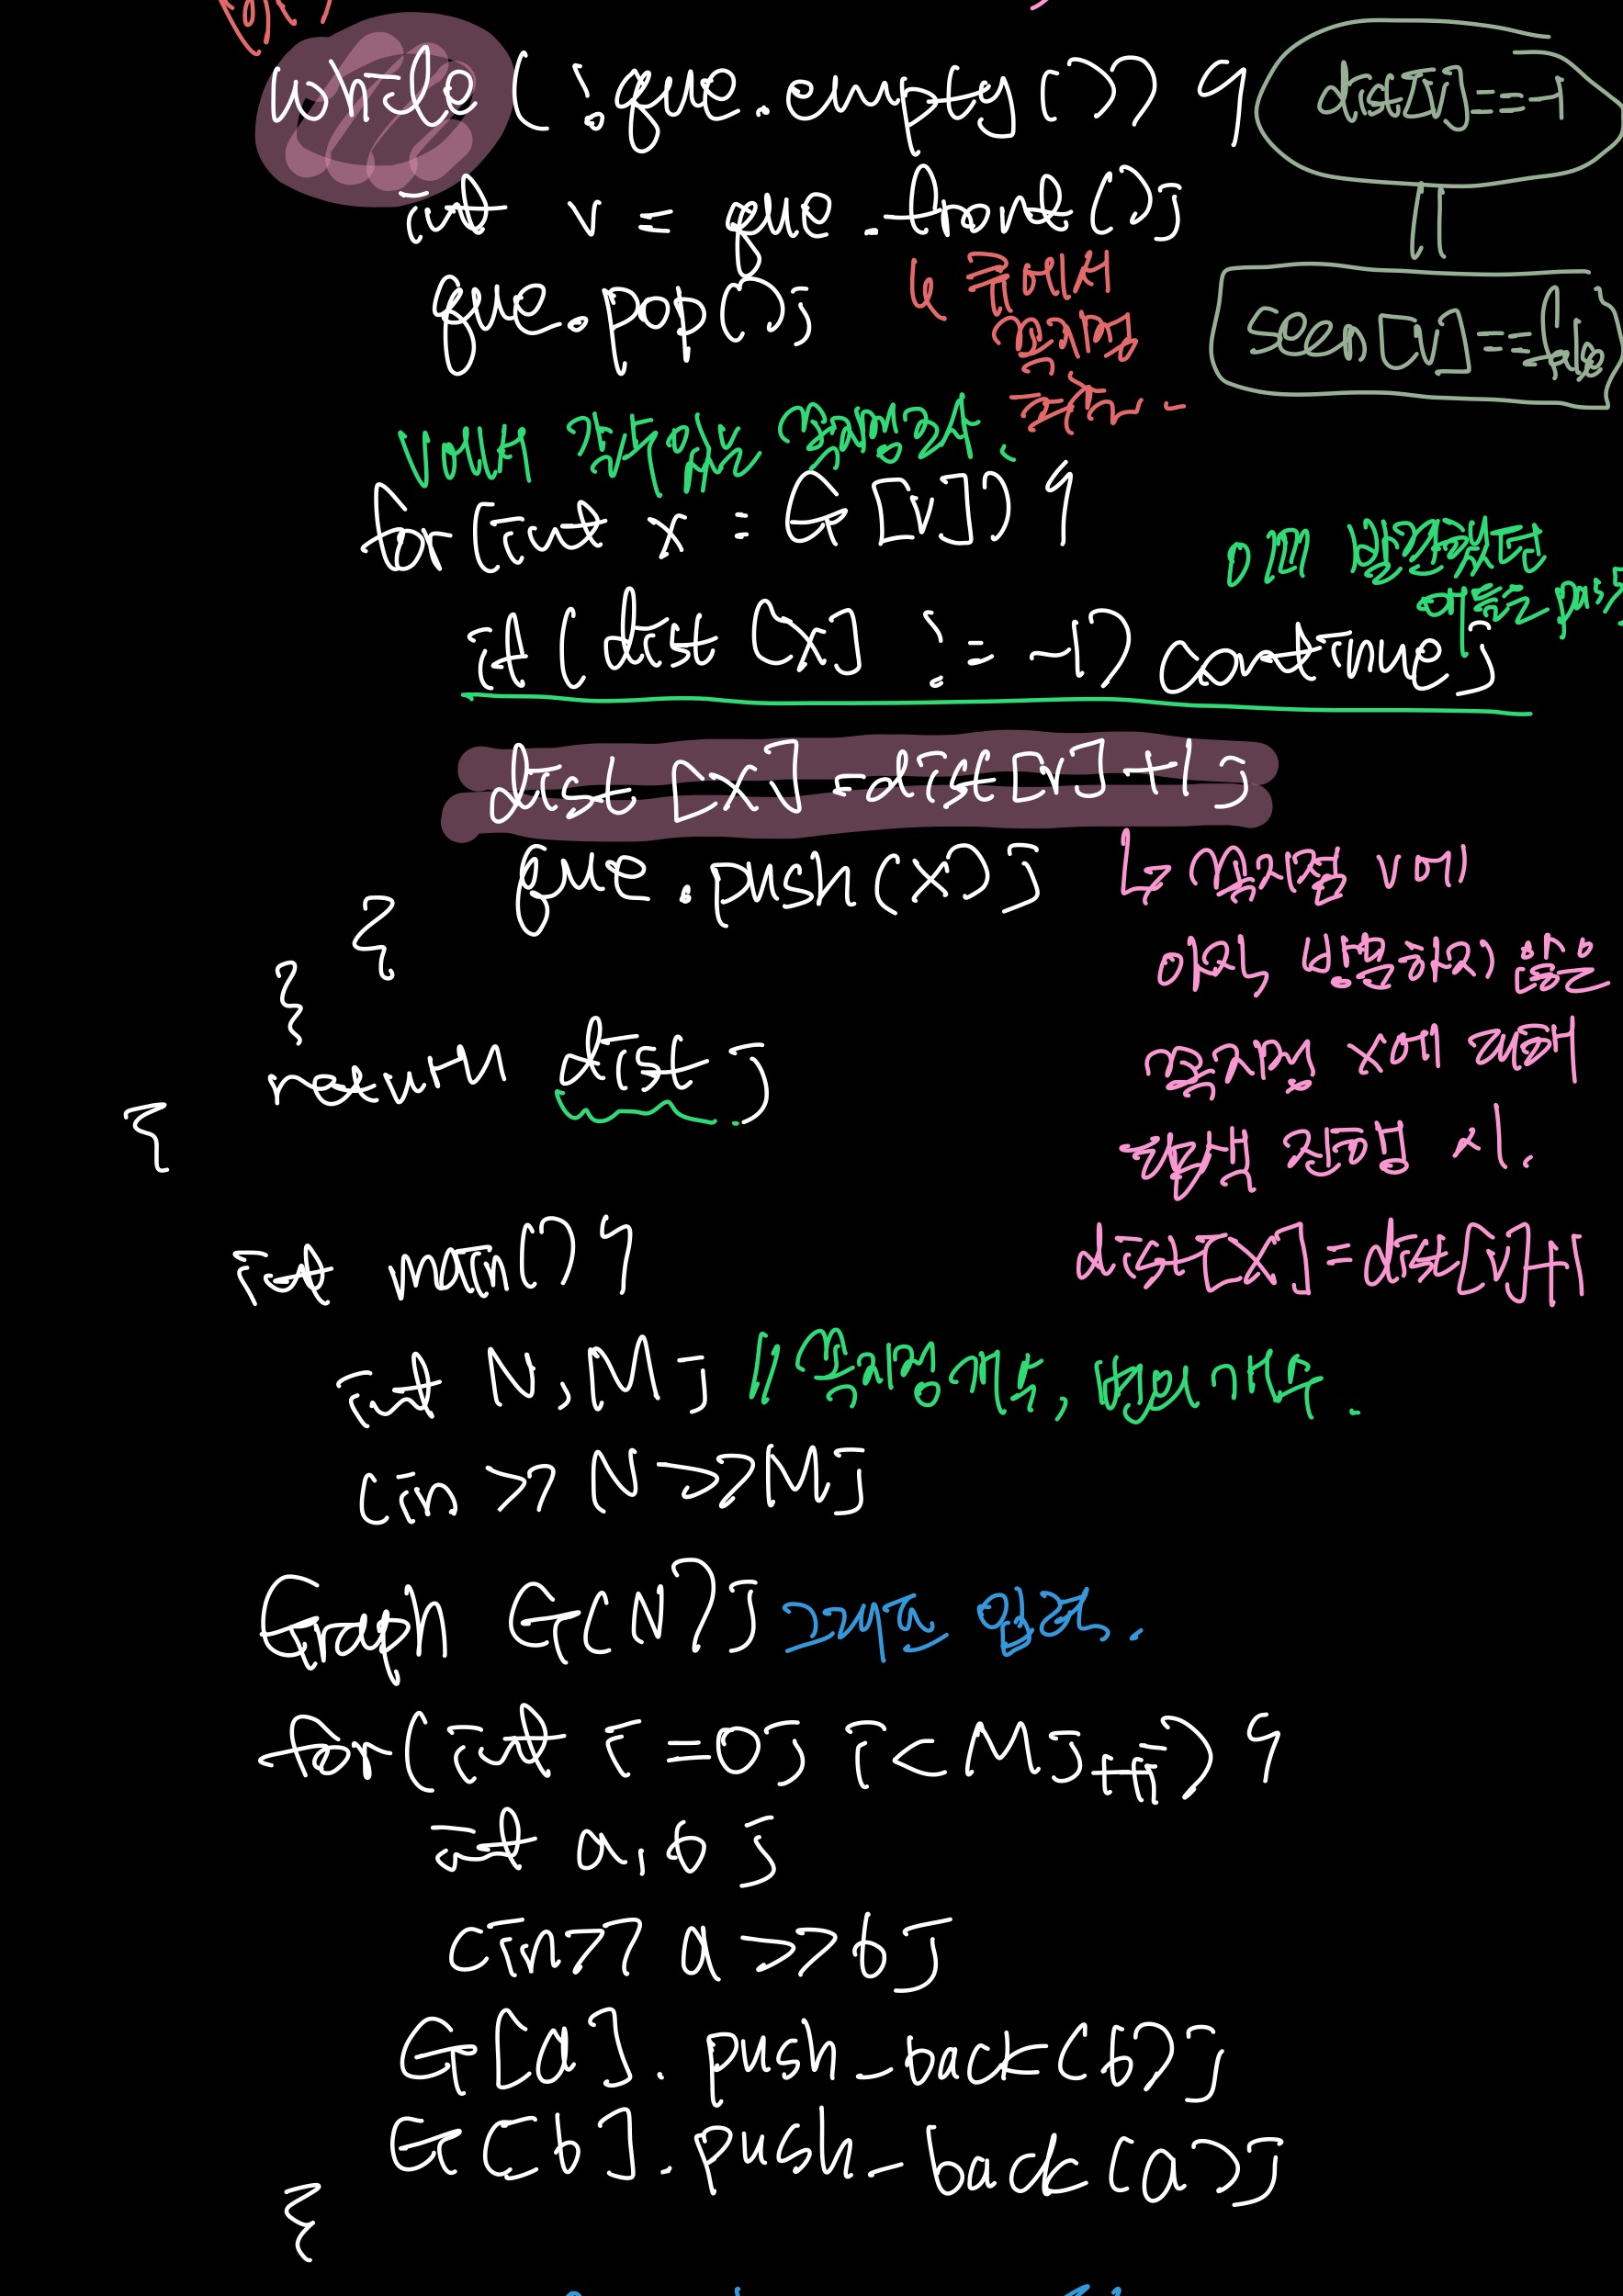 while (!que.empty()) {
dist[v]==-1
int v = que.front();
que.pop();
↳ 큐에서
꼭짓점
추출.
seen[v]==false
v에서 갈 수 있는 꼭짓점 검사.
for(int x : G[v]) {
이미 발견했던
애들은 pass
if (dist[x] != -1) continue;
dist[x]=dist[v]+1;
que.push(x);
↳ 꼭지점 v에
아직 방문하지 않은
꼭지점 x에 대해
탐색 진행 시.
dist[x]=dist[v]+1
}
}
return dist;
}
int main() {
int N,M; // 꼭지점 개수, 변의 개수.
cin >> N >> M;
Graph G(N); 그래프 입력.
for(int i=0; i<M; ++i) {
int a,b;
cin>> a >> b;
G[a].push_back(b);
G[b].push_back(a);
}